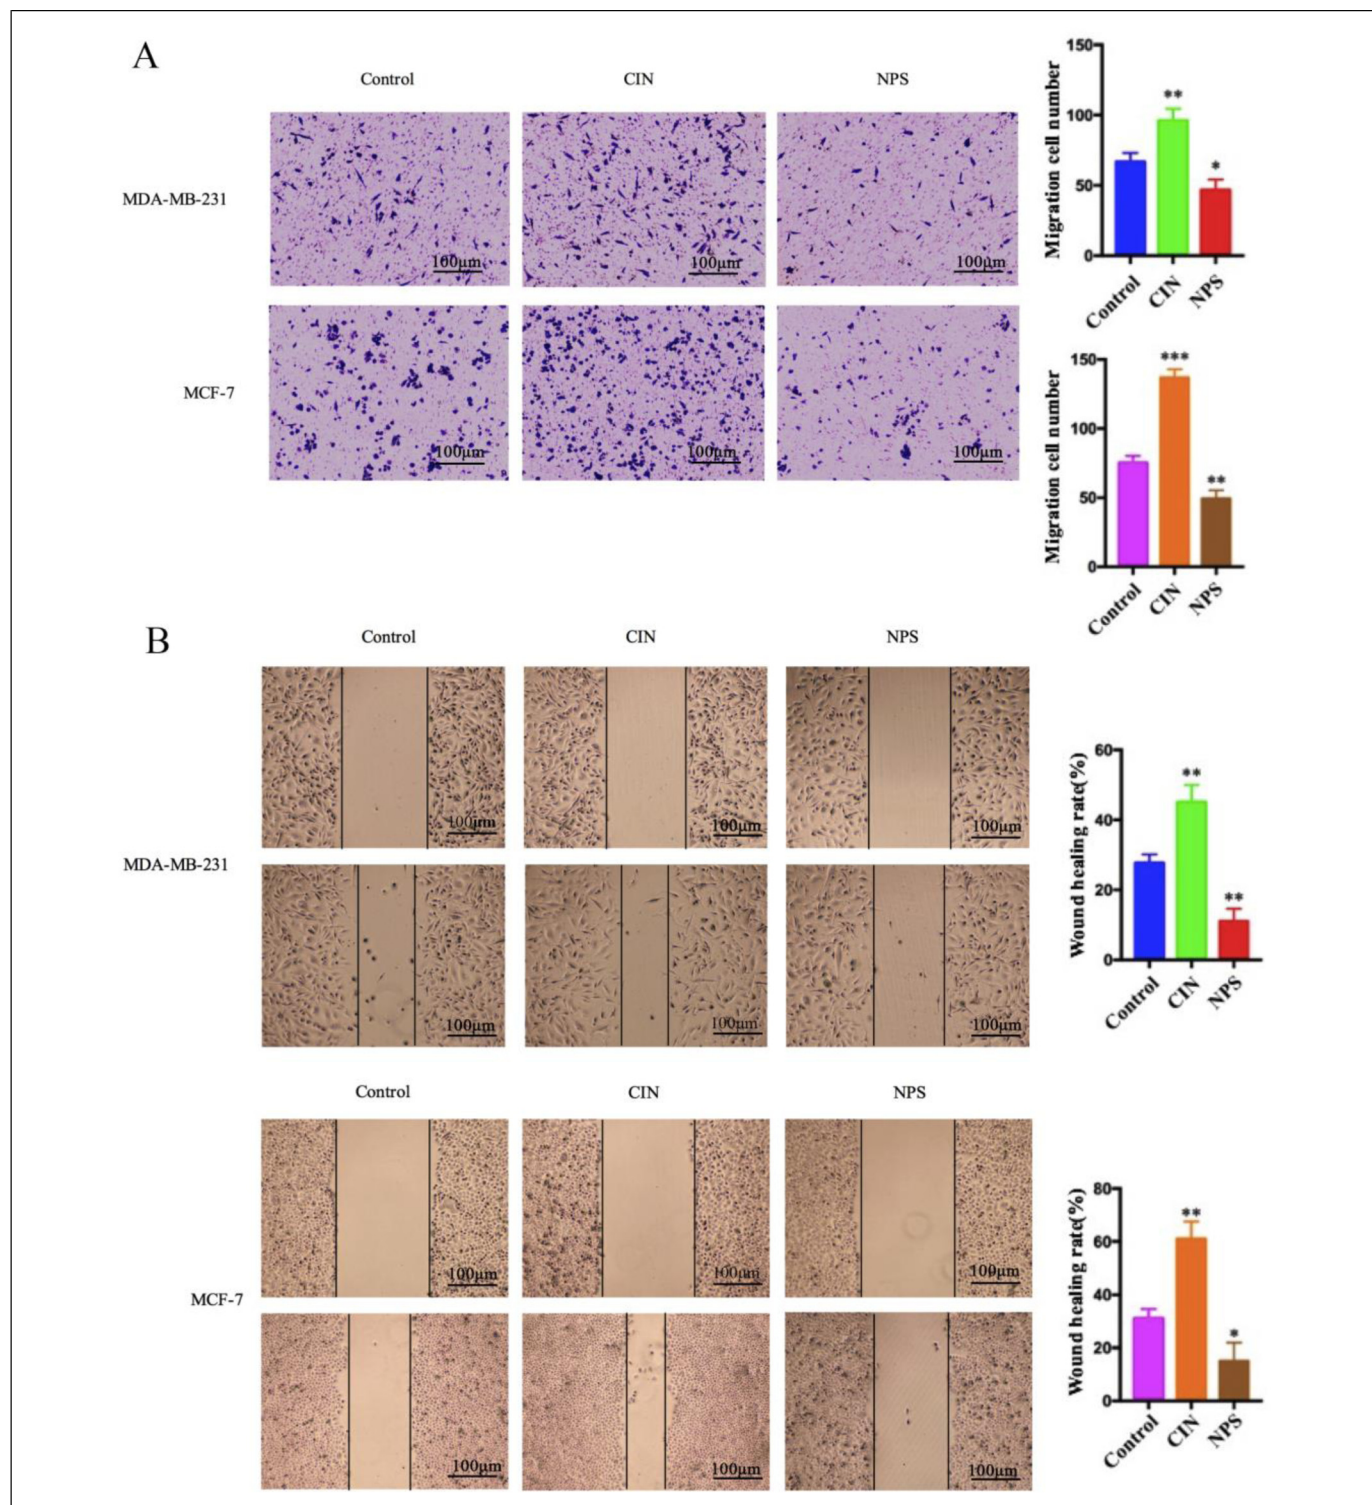 A
Control CIN NPS
MDA-MB-231
100μm 100μm 100μm
MCF-7
100μm 100μm 100μm
Migration cell number
150
100
50
0
** *
Control CIN NPS
Migration cell number
150
100
50
0
*** **
Control CIN NPS
B
Control CIN NPS
MDA-MB-231
100μm 100μm 100μm
100μm 100μm 100μm
Wound healing rate(%)
60
40
20
0
** **
Control CIN NPS
Control CIN NPS
MCF-7
100μm 100μm 100μm
100μm 100μm 100μm
Wound healing rate(%)
80
60
40
20
0
** *
Control CIN NPS